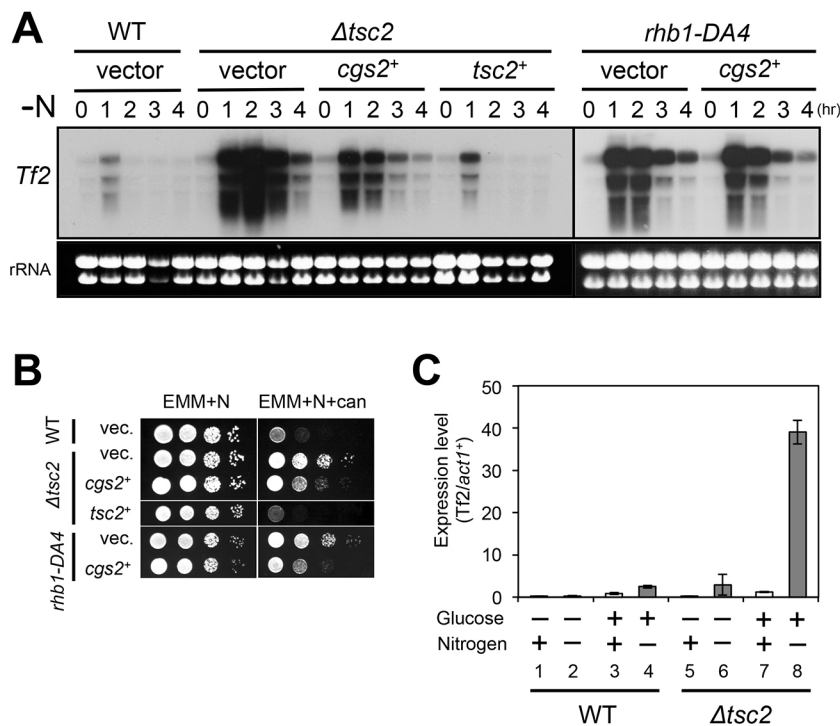 A
WT Δtsc2 rhb1-DA4
vector vector cgs2+ tsc2+ vector cgs2+
–N 0 1 2 3 4 0 1 2 3 4 0 1 2 3 4 0 1 2 3 4 0 1 2 3 4 0 1 2 3 4 (hr)
Tf2
rRNA
B
EMM+N EMM+N+can
WT vec.
Δtsc2 vec.
cgs2+
tsc2+
rhb1-DA4 vec.
cgs2+
C
Expression level
(Tf2/act1+)
50
40
30
20
10
0
Glucose – – + + – – + +
Nitrogen + – + – + – + –
1 2 3 4 5 6 7 8
WT Δtsc2